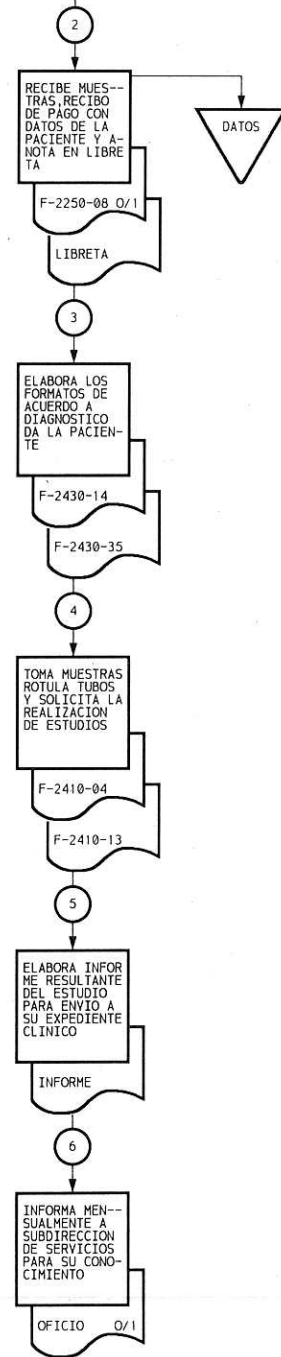 2
RECIBE MUES--
TRAS,RECIBO
DE PAGO CON
DATOS DE LA
PACIENTE Y A-
NOTA EN LIBRE
TA
DATOS
F-2250-08 O/1
LIBRETA
3
ELABORA LOS
FORMATOS DE
ACUERDO A
DIAGNOSTICO
DA LA PACIEN-
TE
F-2430-14
F-2430-35
4
TOMA MUESTRAS
ROTULA TUBOS
Y SOLICITA LA
REALIZACION
DE ESTUDIOS
F-2410-04
F-2410-13
5
ELABORA INFOR
ME RESULTANTE
DEL ESTUDIO
PARA ENVIO A
SU EXPEDIENTE
CLINICO
INFORME
6
INFORMA MEN--
SUALMENTE A
SUBDIRECCION
DE SERVICIOS
PARA SU CONO-
CIMIENTO
OFICIO O/1